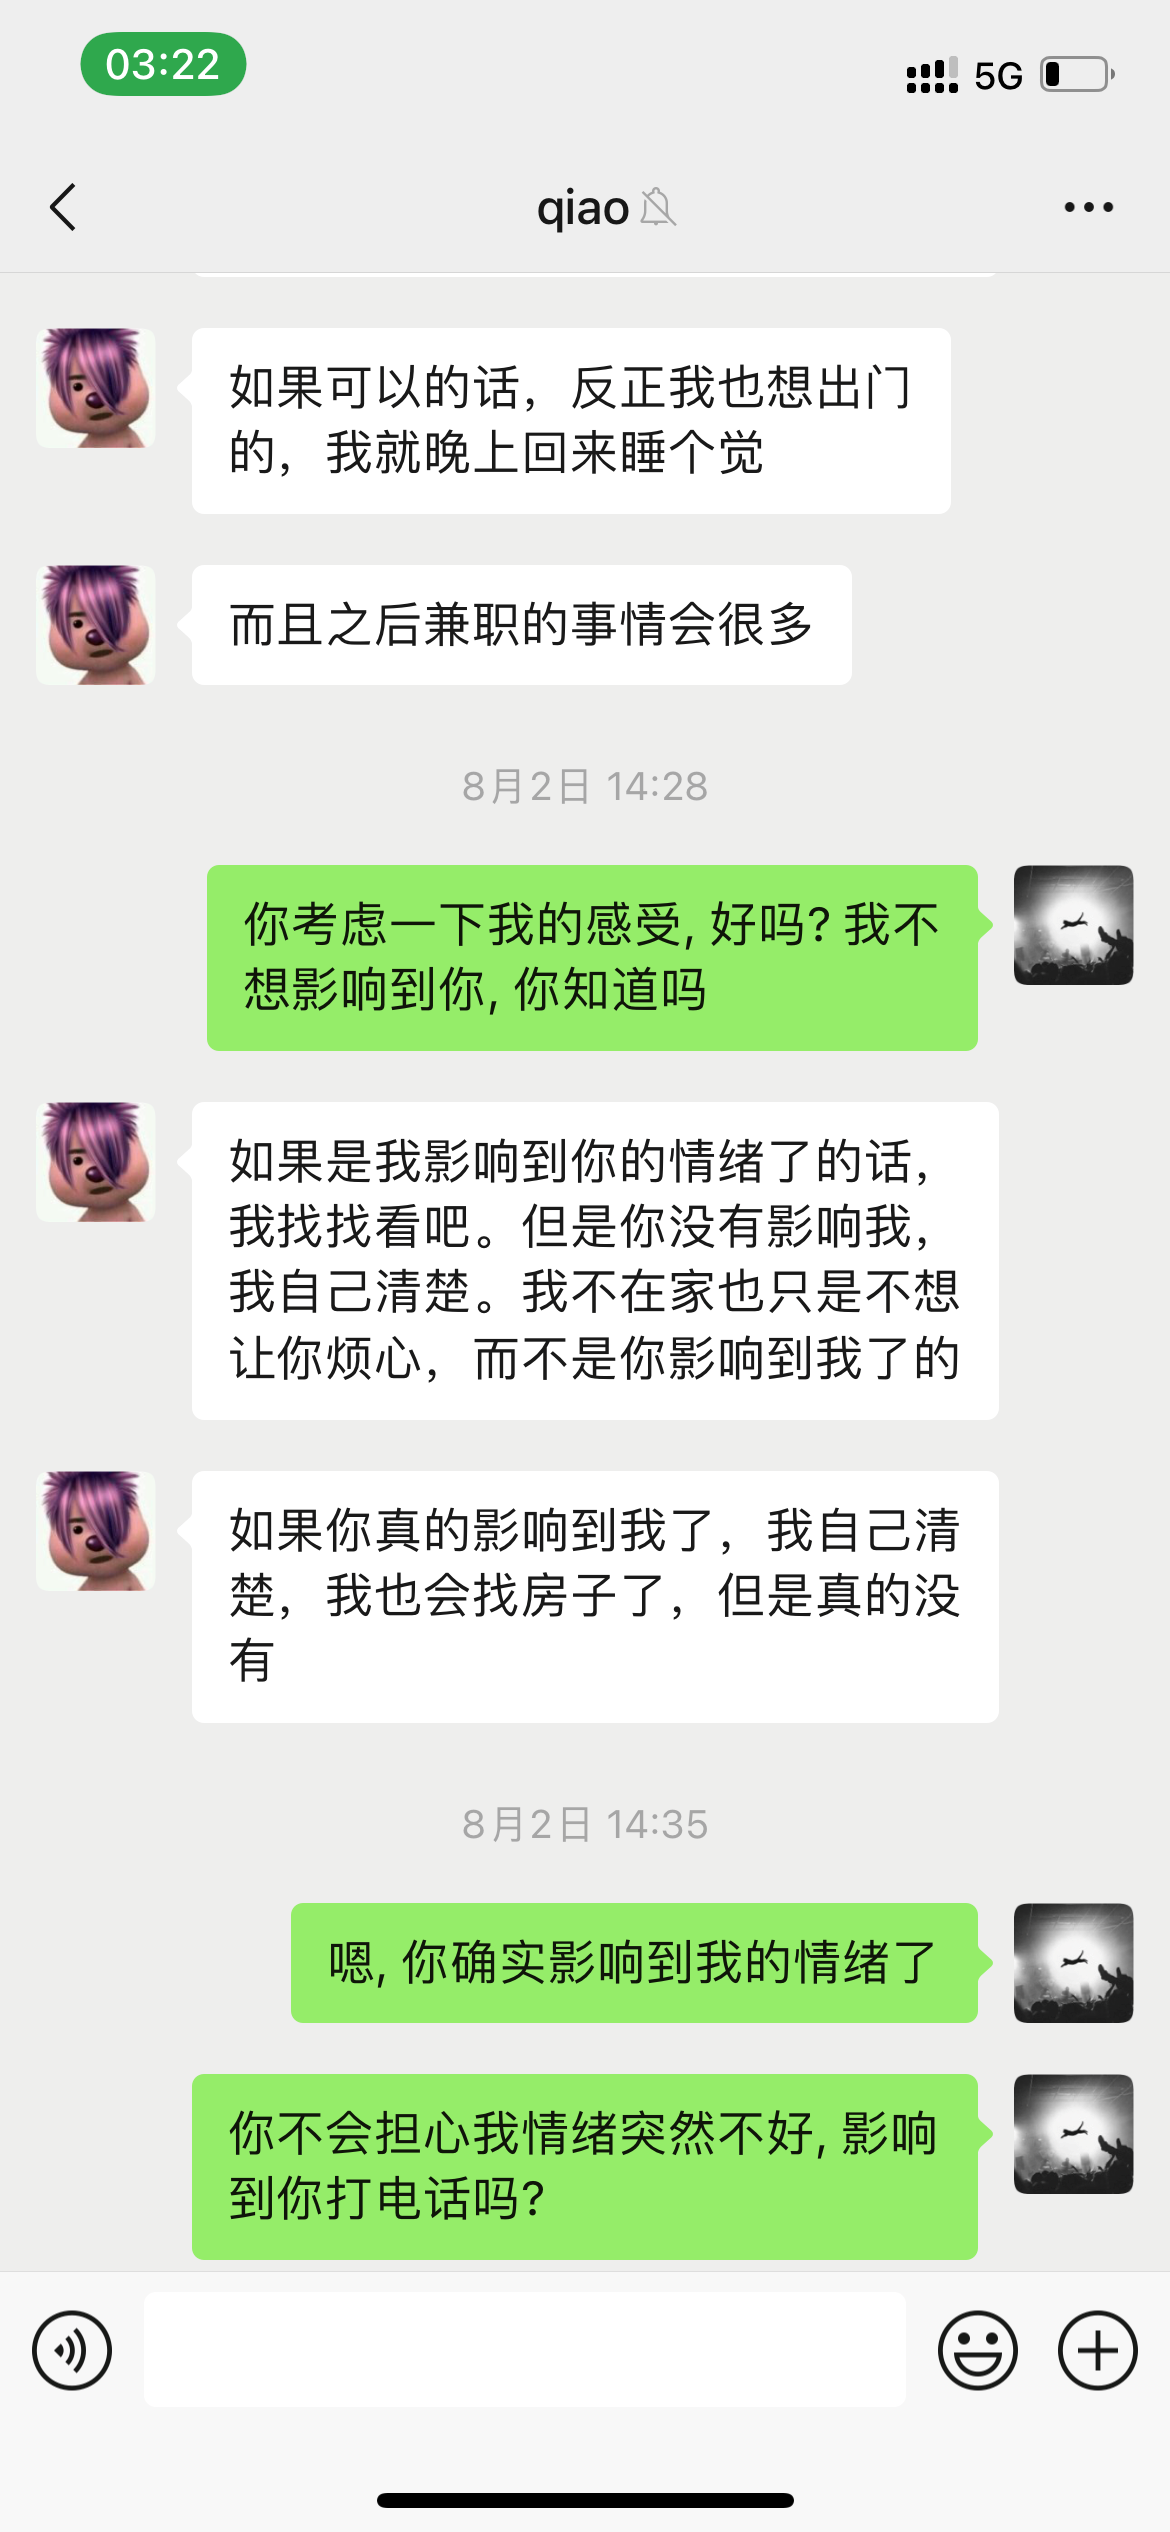 03:22
5G
qiao
如果可以的话，反正我也想出门
的，我就晚上回来睡个觉
而且之后兼职的事情会很多
8月2日 14:28
你考虑一下我的感受, 好吗? 我不
想影响到你, 你知道吗
如果是我影响到你的情绪了的话，
我找找看吧。但是你没有影响我，
我自己清楚。我不在家也只是不想
让你烦心，而不是你影响到我了的
如果你真的影响到我了，我自己清
楚，我也会找房子了，但是真的没
有
8月2日 14:35
嗯, 你确实影响到我的情绪了
你不会担心我情绪突然不好, 影响
到你打电话吗?